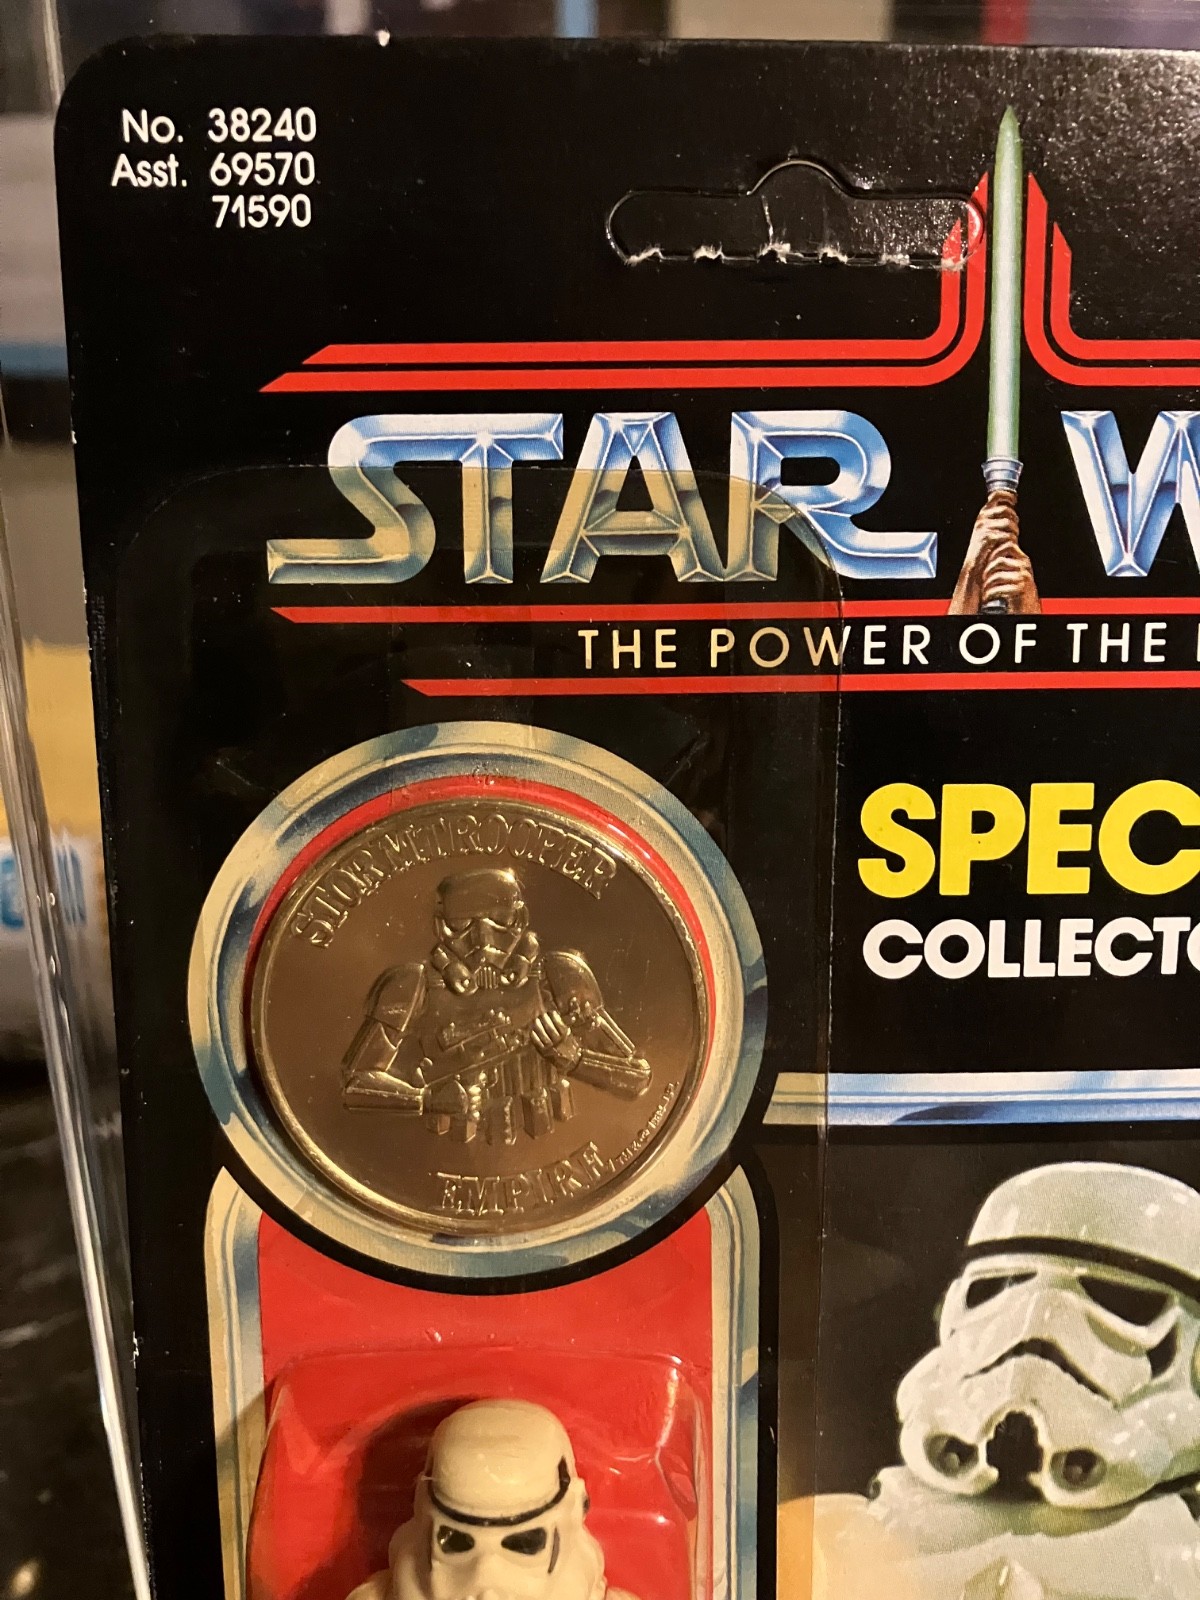 No. 38240
Asst. 69570
71590
STAR W
THE POWER OF THE
SPEC
COLLECTO
STORMTROOPER
EMPIRE